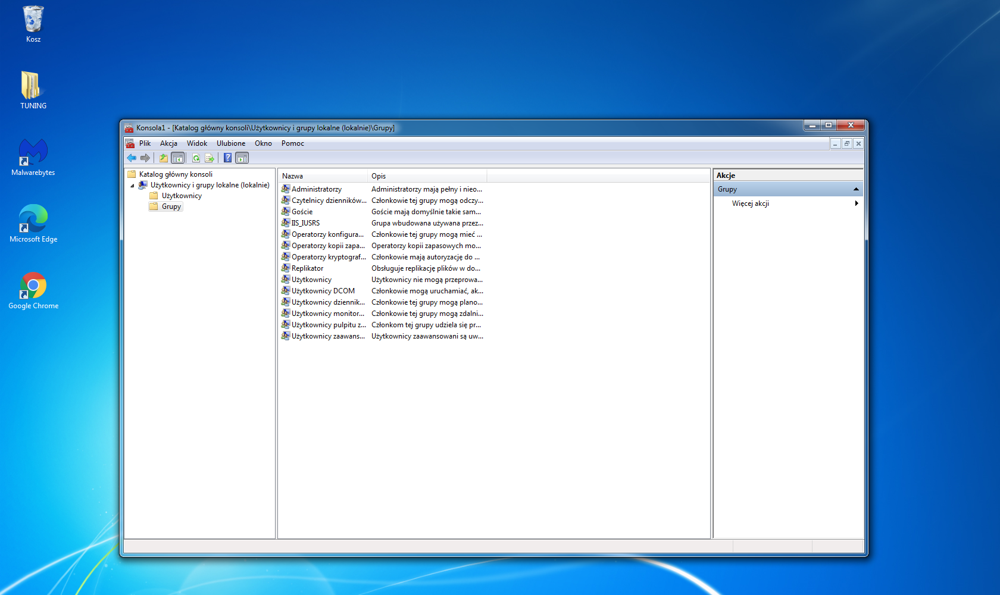 Kosz
TUNING
Malwarebytes
Microsoft Edge
Google Chrome
Konsola1 - [Katalog główny konsoli\Użytkownicy i grupy lokalne (lokalnie)\Grupy]
Plik Akcja Widok Ulubione Okno Pomoc
Katalog główny konsoli
Użytkownicy i grupy lokalne (lokalnie)
Użytkownicy
Grupy
Nazwa Opis
Administratorzy Administratorzy mają pełny i nieo...
Czytelnicy dzienników... Członkowie tej grupy mogą odczy...
Goście Goście mają domyślnie takie sam...
IIS_IUSRS Grupa wbudowana używana przez...
Operatorzy konfigura... Członkowie tej grupy mogą mieć ...
Operatorzy kopii zapa... Operatorzy kopii zapasowych mo...
Operatorzy kryptograf... Członkowie mają autoryzację do ...
Replikator Obsługuje replikację plików w do...
Użytkownicy Użytkownicy nie mogą przeprowa...
Użytkownicy DCOM Członkowie mogą uruchamiać, ak...
Użytkownicy dziennik... Członkowie tej grupy mogą plano...
Użytkownicy monitor... Członkowie tej grupy mogą zdalni...
Użytkownicy pulpitu z... Członkom tej grupy udziela się pr...
Użytkownicy zaawans... Użytkownicy zaawansowani są uw...
Akcje
Grupy
Więcej akcji